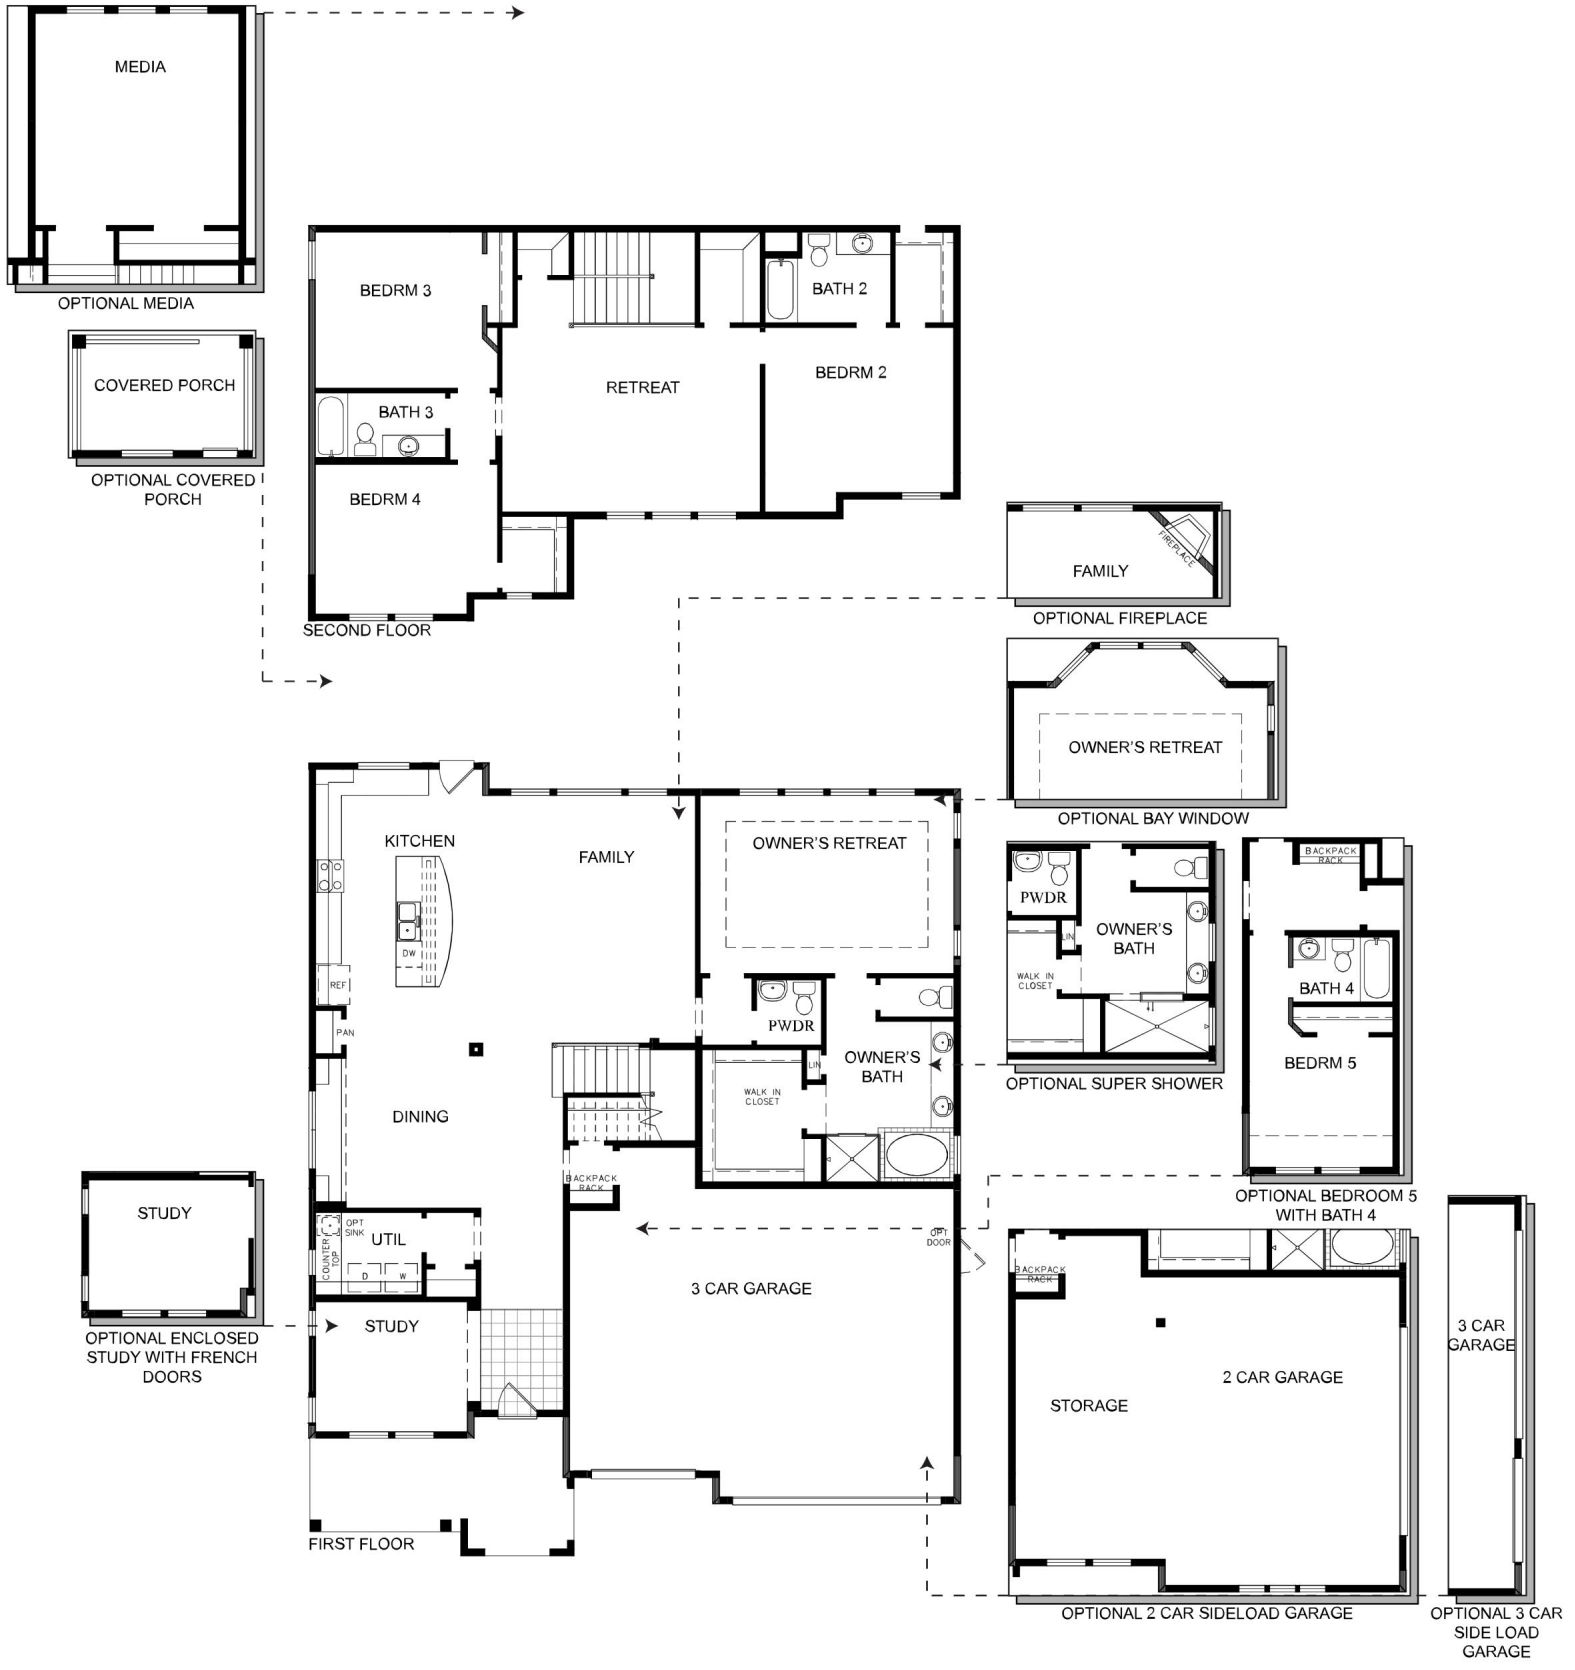 MEDIA
OPTIONAL MEDIA
COVERED PORCH
OPTIONAL COVERED
PORCH
BEDRM 3
BATH 2
RETREAT
BEDRM 2
BATH 3
BEDRM 4
SECOND FLOOR
FAMILY
FIREPLACE
OPTIONAL FIREPLACE
OWNER'S RETREAT
OPTIONAL BAY WINDOW
KITCHEN
FAMILY
OWNER'S RETREAT
DW
REF
PAN
PWDR
LIN
OWNER'S
BATH
WALK IN
CLOSET
DINING
BACKPACK
RACK
OPT
SINK
UTIL
COUNTER
TOP
D
W
OPT
DOOR
3 CAR GARAGE
STUDY
FIRST FLOOR
STUDY
OPTIONAL ENCLOSED
STUDY WITH FRENCH
DOORS
PWDR
OWNER'S
BATH
LIN
WALK IN
CLOSET
OPTIONAL SUPER SHOWER
BACKPACK
RACK
BATH 4
BEDRM 5
OPTIONAL BEDROOM 5
WITH BATH 4
BACKPACK
RACK
2 CAR GARAGE
STORAGE
OPTIONAL 2 CAR SIDELOAD GARAGE
3 CAR
GARAGE
OPTIONAL 3 CAR
SIDE LOAD
GARAGE